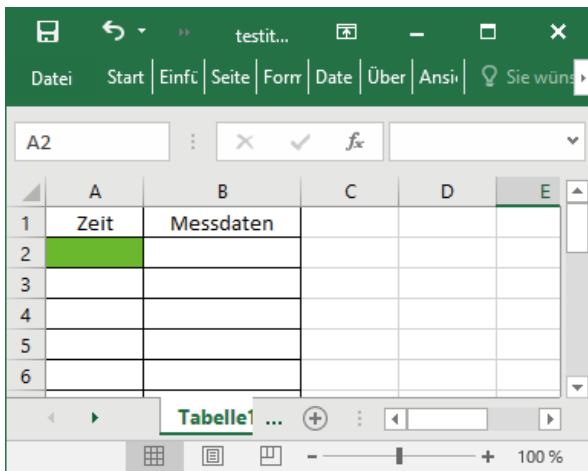 testit...
Datei Start Einfü Seite Form Date Über Ansi Sie wüns
A2 fx
A B C D E
1 Zeit Messdaten
2
3
4
5
6
Tabelle1 ...
100 %